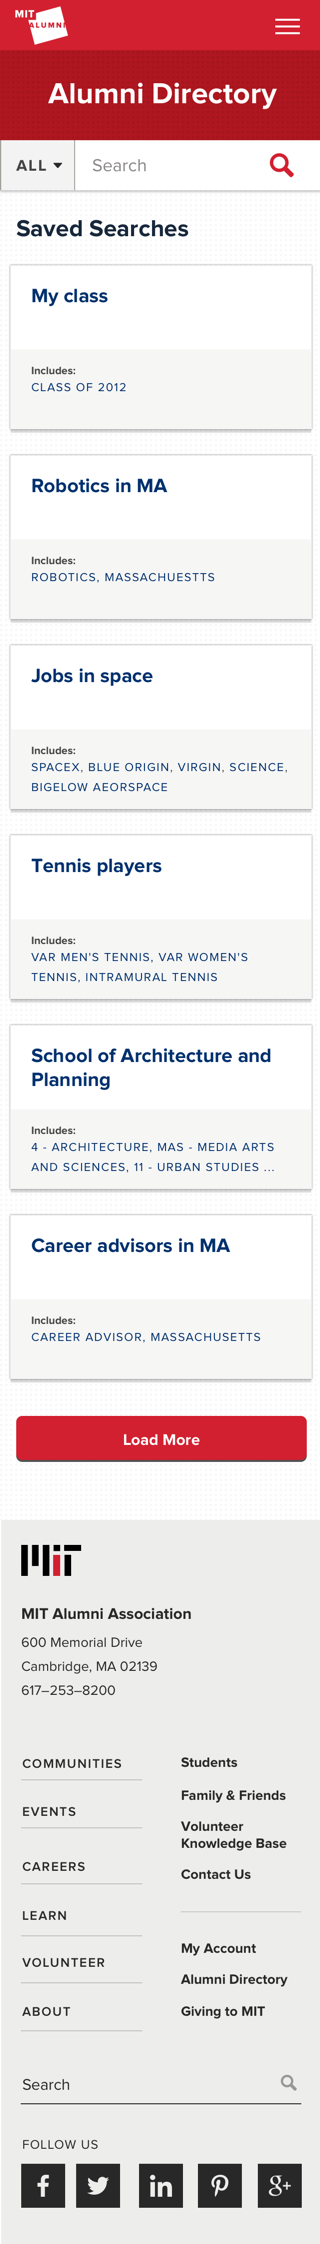 MIT
ALUMNI
Alumni Directory
ALL
Search
Saved Searches
My class
Includes:
CLASS OF 2012
Robotics in MA
Includes:
ROBOTICS, MASSACHUESTTS
Jobs in space
Includes:
SPACEX, BLUE ORIGIN, VIRGIN, SCIENCE,
BIGELOW AEORSPACE
Tennis players
Includes:
VAR MEN'S TENNIS, VAR WOMEN'S
TENNIS, INTRAMURAL TENNIS
School of Architecture and
Planning
Includes:
4 - ARCHITECTURE, MAS - MEDIA ARTS
AND SCIENCES, 11 - URBAN STUDIES ...
Career advisors in MA
Includes:
CAREER ADVISOR, MASSACHUSETTS
Load More
MIT
MIT Alumni Association
600 Memorial Drive
Cambridge, MA 02139
617–253–8200
COMMUNITIES
EVENTS
CAREERS
LEARN
VOLUNTEER
ABOUT
Students
Family & Friends
Volunteer
Knowledge Base
Contact Us
My Account
Alumni Directory
Giving to MIT
Search
FOLLOW US
f
in
g+